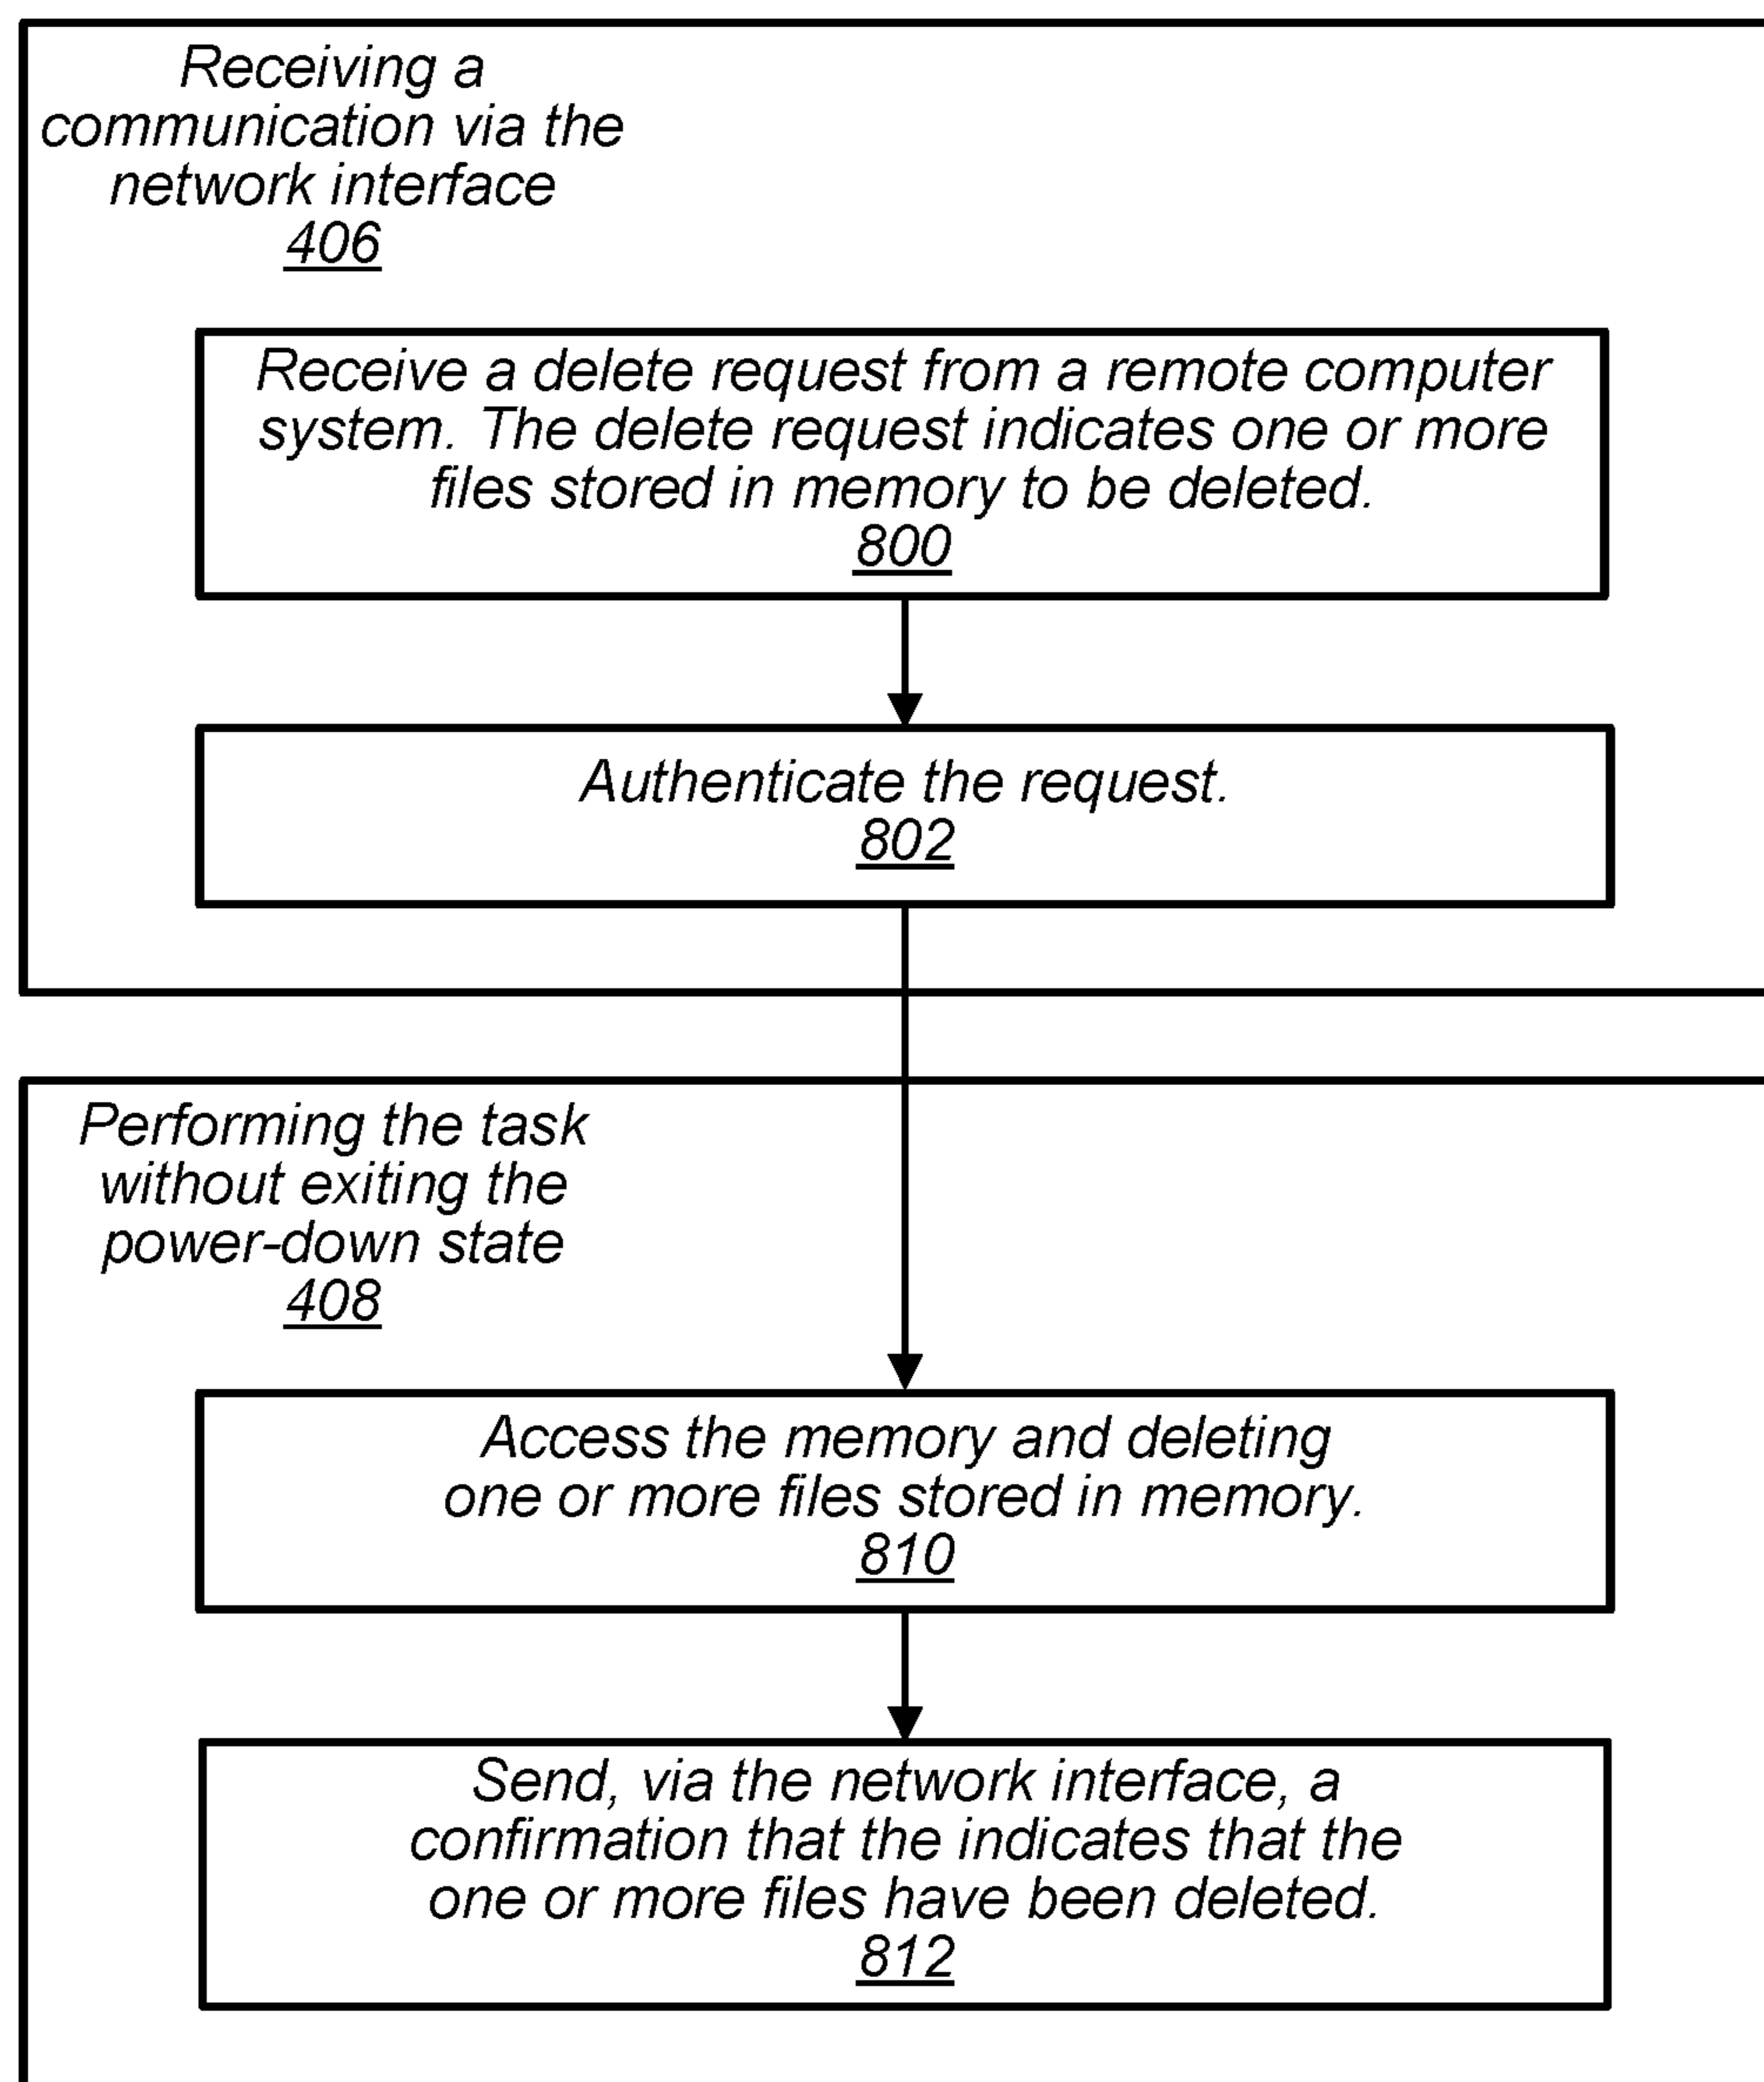 Receiving a
communication via the
network interface
406
Receive a delete request from a remote computer
system. The delete request indicates one or more
files stored in memory to be deleted.
800
Authenticate the request.
802
Performing the task
without exiting the
power-down state
408
Access the memory and deleting
one or more files stored in memory.
810
Send, via the network interface, a
confirmation that the indicates that the
one or more files have been deleted.
812